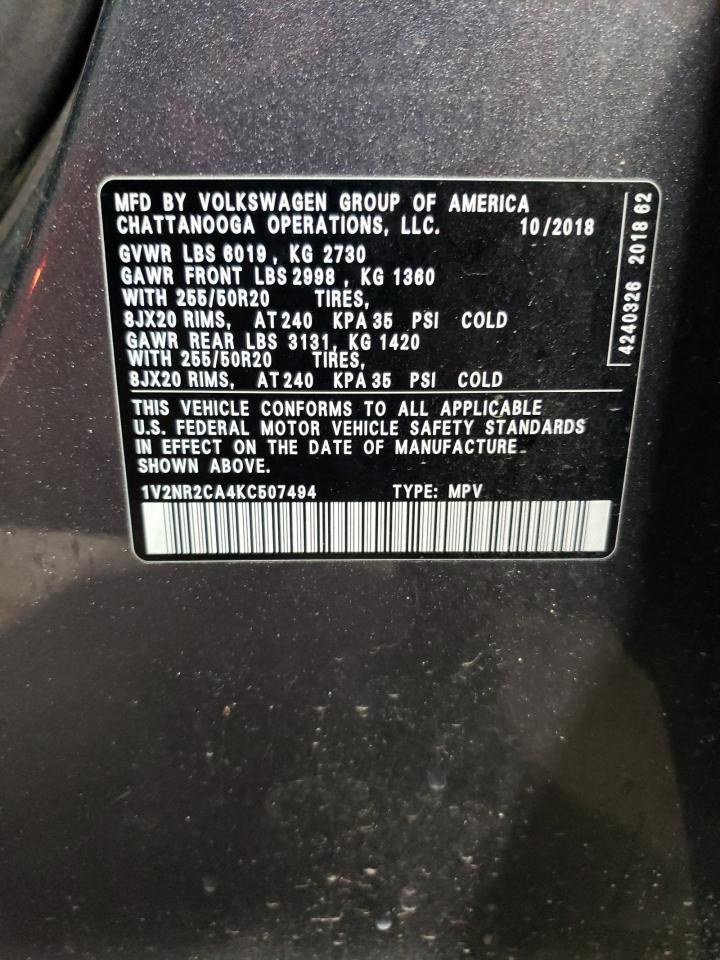 MFD BY VOLKSWAGEN GROUP OF AMERICA
CHATTANOOGA OPERATIONS, LLC. 10/2018
GVWR LBS 6019, KG 2730
GAWR FRONT LBS 2998, KG 1360
WITH 255/50R20 TIRES,
8JX20 RIMS, AT 240 KPA 35 PSI COLD
GAWR REAR LBS 3131, KG 1420
WITH 255/50R20 TIRES,
8JX20 RIMS, AT 240 KPA 35 PSI COLD
THIS VEHICLE CONFORMS TO ALL APPLICABLE
U.S. FEDERAL MOTOR VEHICLE SAFETY STANDARDS
IN EFFECT ON THE DATE OF MANUFACTURE
SHOWN ABOVE.
1V2NR2CA4KC507494 TYPE: MPV
4240326 2018 62